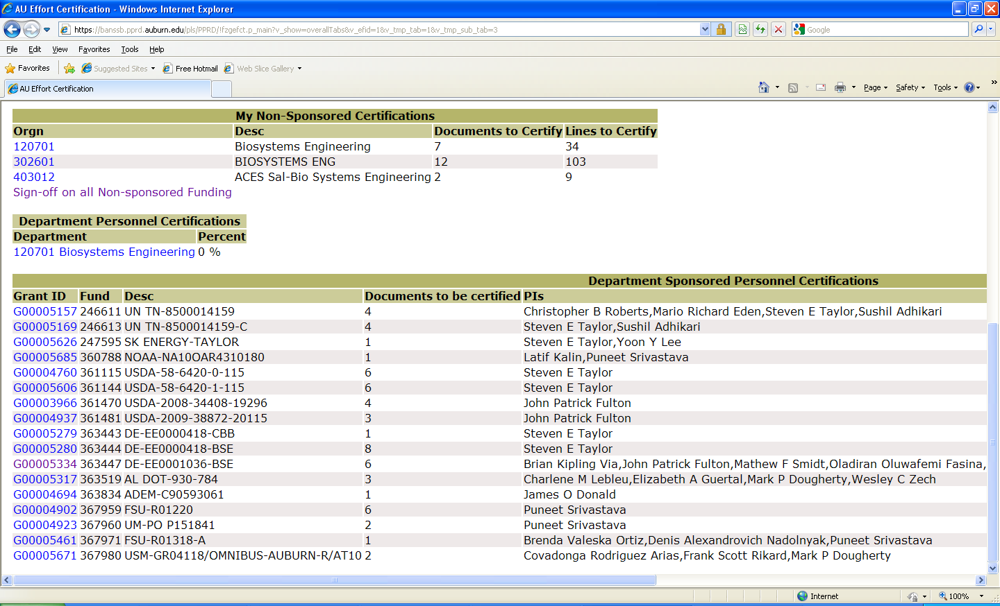 AU Effort Certification - Windows Internet Explorer
https://banssb.pprd.auburn.edu/pls/PPRD/!fzgefct.p_main?v_show=overallTabs&v_efid=1&v_tmp_tab=1&v_tmp_sub_tab=3 Google
File Edit View Favorites Tools Help
Favorites Suggested Sites Free Hotmail Web Slice Gallery
AU Effort Certification Page Safety Tools »
My Non-Sponsored Certifications
Orgn Desc Documents to Certify Lines to Certify
120701 Biosystems Engineering 7 34
302601 BIOSYSTEMS ENG 12 103
403012 ACES Sal-Bio Systems Engineering 2 9
Sign-off on all Non-sponsored Funding
Department Personnel Certifications
Department Percent
120701 Biosystems Engineering 0 %
Department Sponsored Personnel Certifications
Grant ID Fund Desc Documents to be certified PIs
G00005157 246611 UN TN-8500014159 4 Christopher B Roberts,Mario Richard Eden,Steven E Taylor,Sushil Adhikari
G00005169 246613 UN TN-8500014159-C 4 Steven E Taylor,Sushil Adhikari
G00005626 247595 SK ENERGY-TAYLOR 1 Steven E Taylor,Yoon Y Lee
G00005685 360788 NOAA-NA10OAR4310180 1 Latif Kalin,Puneet Srivastava
G00004760 361115 USDA-58-6420-0-115 6 Steven E Taylor
G00005606 361144 USDA-58-6420-1-115 6 Steven E Taylor
G00003966 361470 USDA-2008-34408-19296 4 John Patrick Fulton
G00004937 361481 USDA-2009-38872-20115 3 John Patrick Fulton
G00005279 363443 DE-EE0000418-CBB 1 Steven E Taylor
G00005280 363444 DE-EE0000418-BSE 8 Steven E Taylor
G00005334 363447 DE-EE0001036-BSE 6 Brian Kipling Via,John Patrick Fulton,Mathew F Smidt,Oladiran Oluwafemi Fasina,
G00005317 363519 AL DOT-930-784 3 Charlene M Lebleu,Elizabeth A Guertal,Mark P Dougherty,Wesley C Zech
G00004694 363834 ADEM-C90593061 1 James O Donald
G00004902 367959 FSU-R01220 6 Puneet Srivastava
G00004923 367960 UM-PO P151841 2 Puneet Srivastava
G00005461 367971 FSU-R01318-A 1 Brenda Valeska Ortiz,Denis Alexandrovich Nadolnyak,Puneet Srivastava
G00005671 367980 USM-GR04118/OMNIBUS-AUBURN-R/AT10 2 Covadonga Rodriguez Arias,Frank Scott Rikard,Mark P Dougherty
Internet 100%